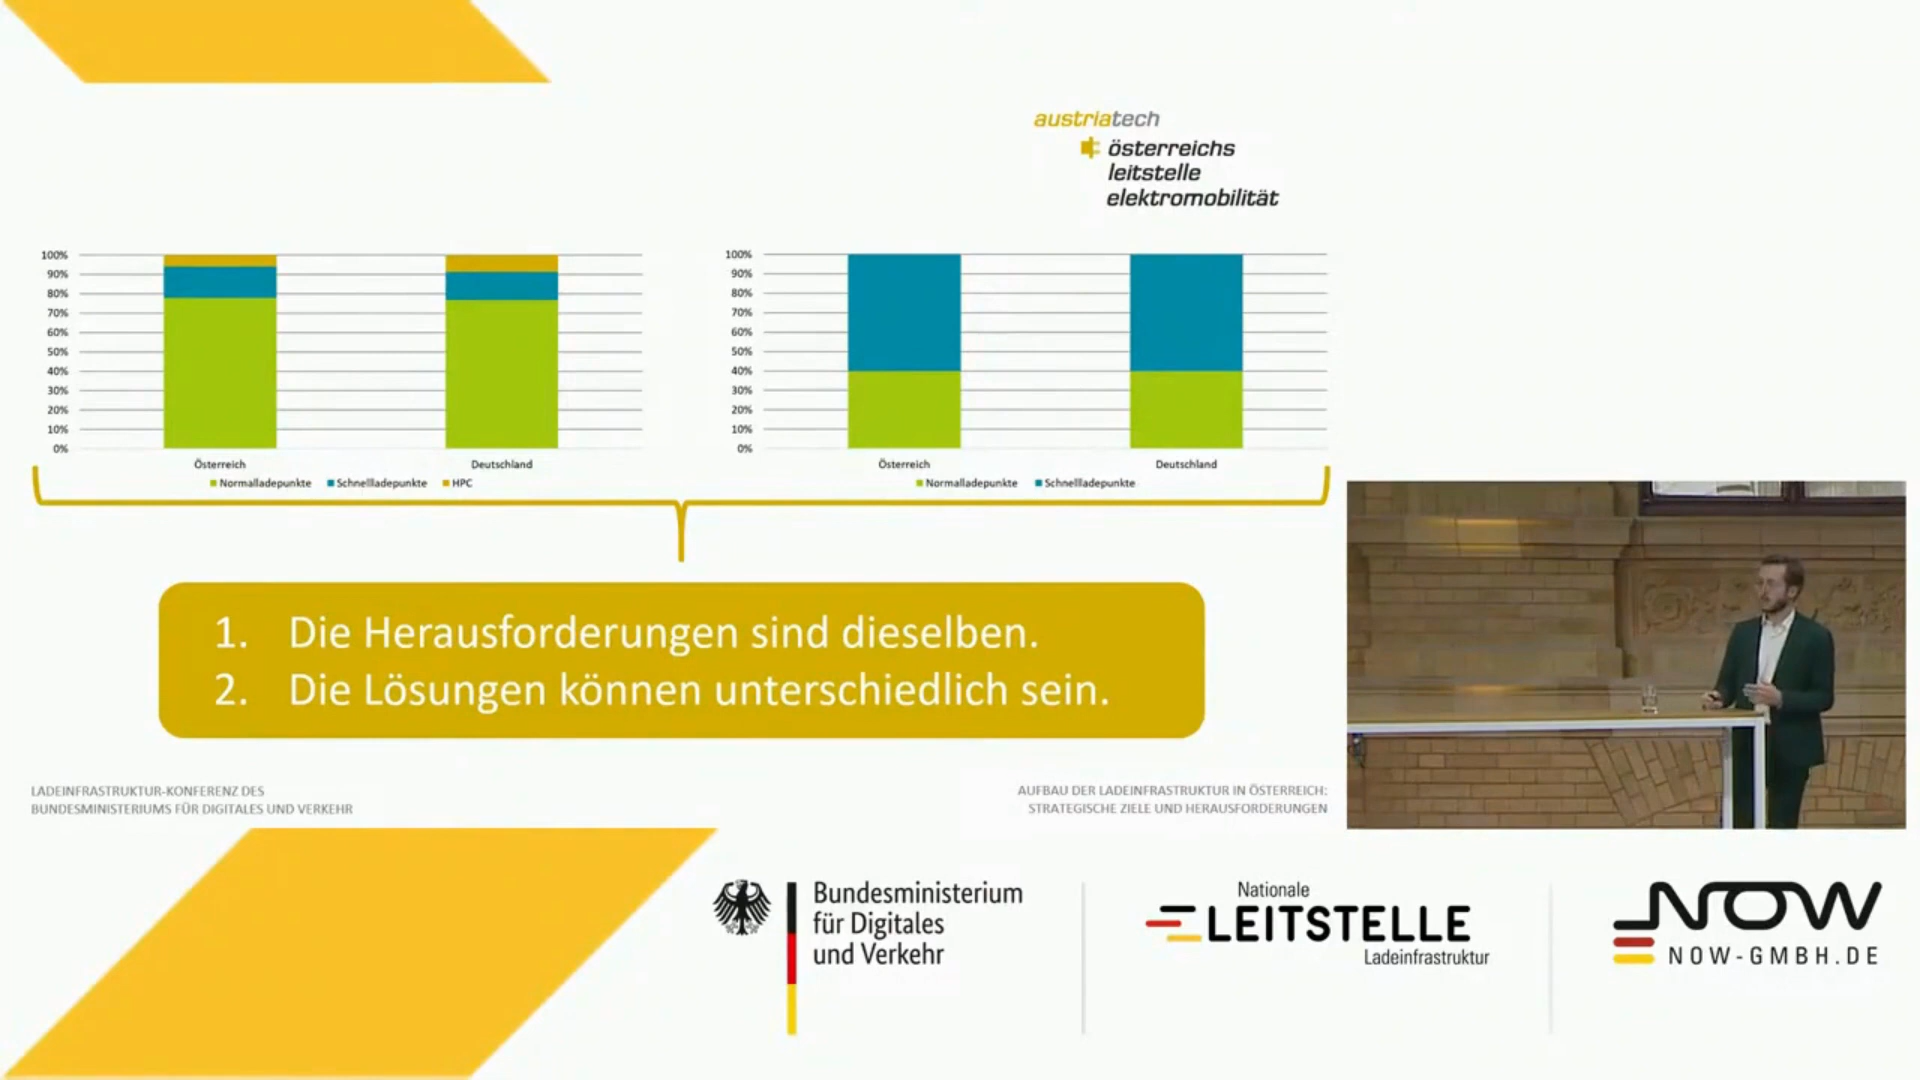 austriatech
österreichs
leitstelle
elektromobilität
100%
90%
80%
70%
60%
50%
40%
30%
20%
10%
0%
Österreich
Deutschland
Normalladepunkte
Schnellladepunkte
HPC
100%
90%
80%
70%
60%
50%
40%
30%
20%
10%
0%
Österreich
Deutschland
Normalladepunkte
Schnellladepunkte
1. Die Herausforderungen sind dieselben.
2. Die Lösungen können unterschiedlich sein.
LADEINFRASTRUKTUR-KONFERENZ DES
BUNDESMINISTERIUMS FÜR DIGITALES UND VERKEHR
AUFBAU DER LADEINFRASTRUKTUR IN ÖSTERREICH:
STRATEGISCHE ZIELE UND HERAUSFORDERUNGEN
Bundesministerium
für Digitales
und Verkehr
Nationale
LEITSTELLE
Ladeinfrastruktur
NOW
NOW-GMBH.DE